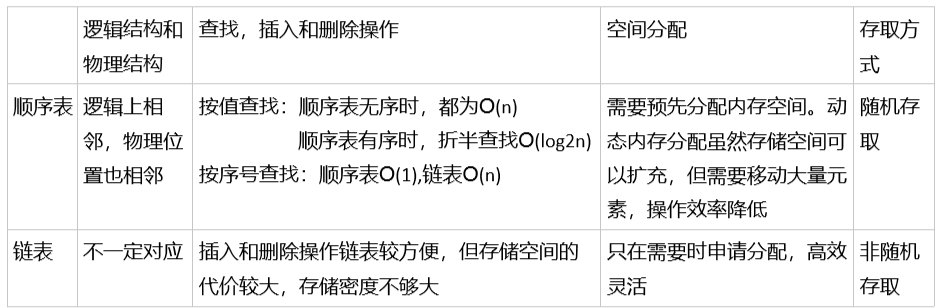 逻辑结构和
物理结构
查找，插入和删除操作
空间分配
存取方
式
顺序表
逻辑上相
邻，物理位
置也相邻
按值查找：顺序表无序时，都为O(n)
顺序表有序时，折半查找O(log2n)
按序号查找：顺序表O(1),链表O(n)
需要预先分配内存空间。动
态内存分配虽然存储空间可
以扩充，但需要移动大量元
素，操作效率降低
随机存
取
链表
不一定对应
插入和删除操作链表较方便，但存储空间的
代价较大，存储密度不够大
只在需要时申请分配，高效
灵活
非随机
存取